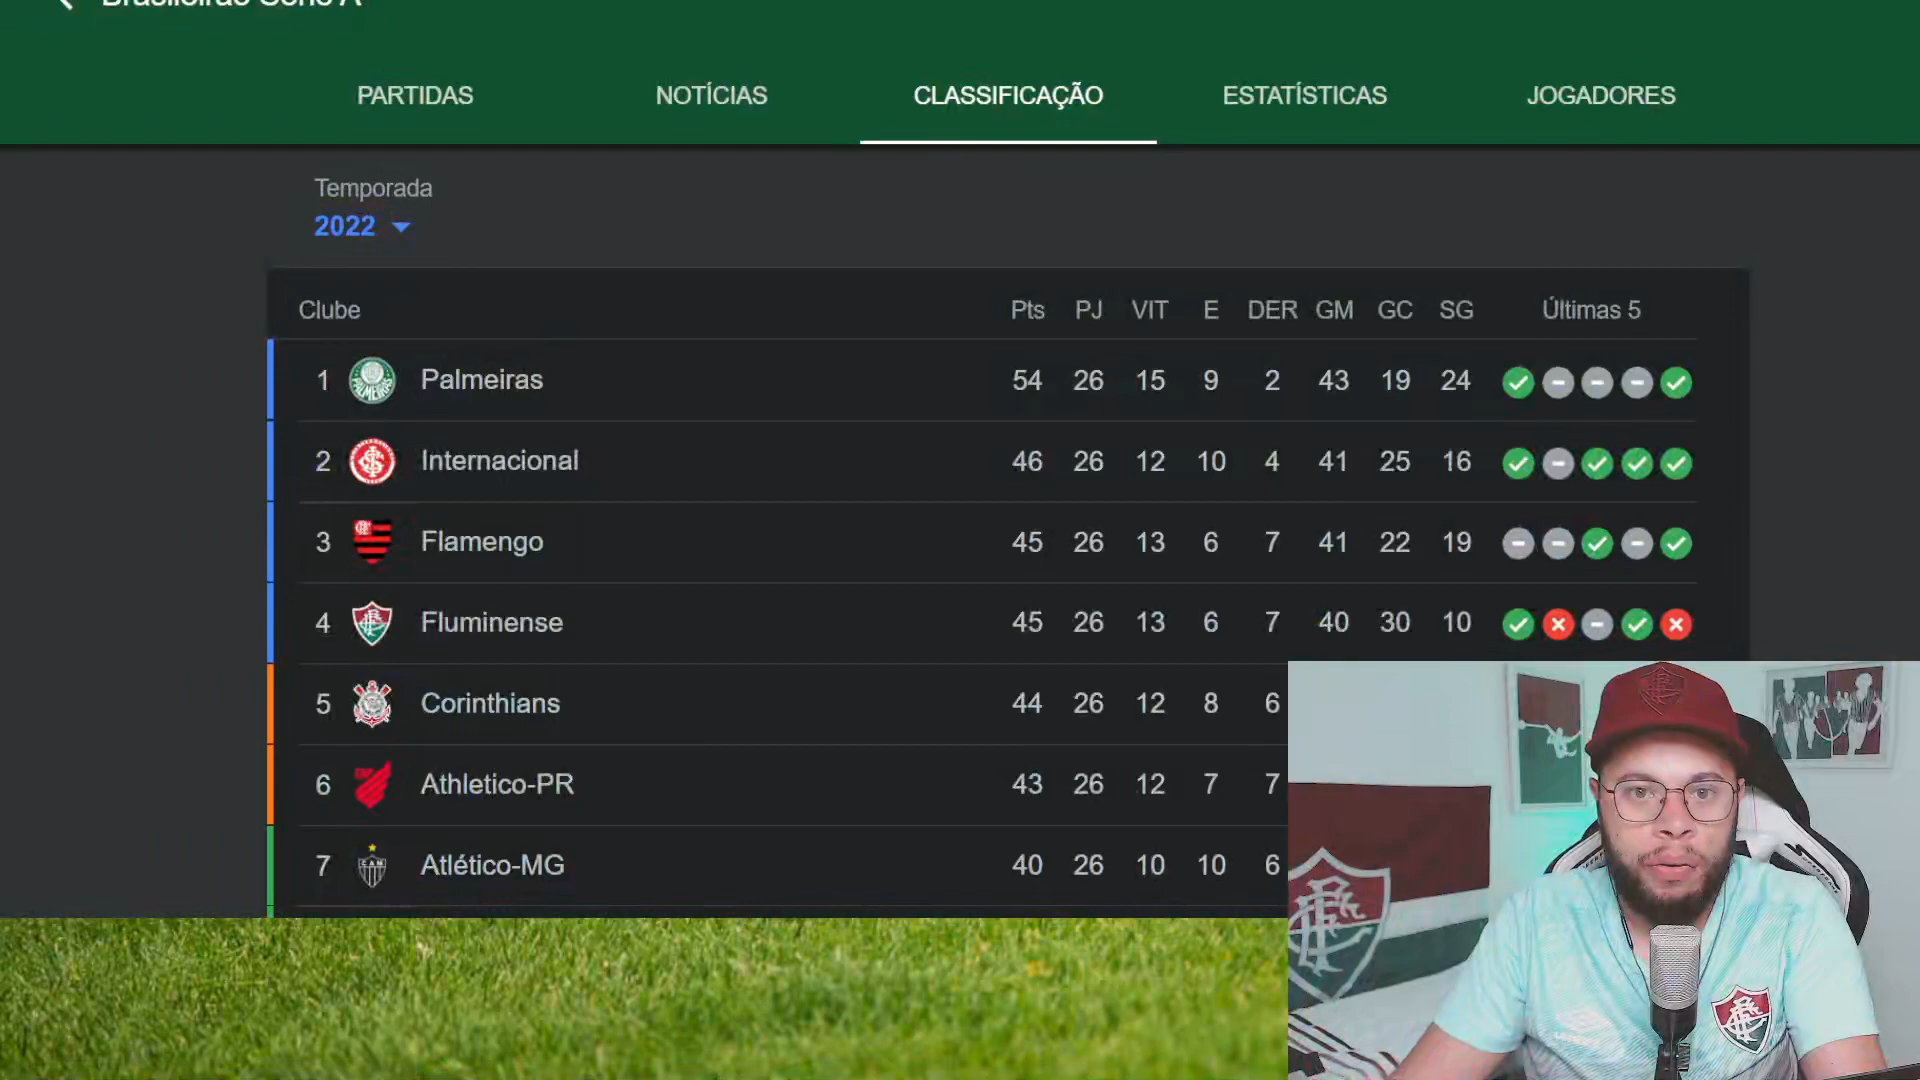 Brasileirão Série A
PARTIDAS NOTÍCIAS CLASSIFICAÇÃO ESTATÍSTICAS JOGADORES
Temporada
2022
Clube Pts PJ VIT E DER GM GC SG Últimas 5
1 Palmeiras 54 26 15 9 2 43 19 24
2 Internacional 46 26 12 10 4 41 25 16
3 Flamengo 45 26 13 6 7 41 22 19
4 Fluminense 45 26 13 6 7 40 30 10
5 Corinthians 44 26 12 8 6
6 Athletico-PR 43 26 12 7 7
7 Atlético-MG 40 26 10 10 6